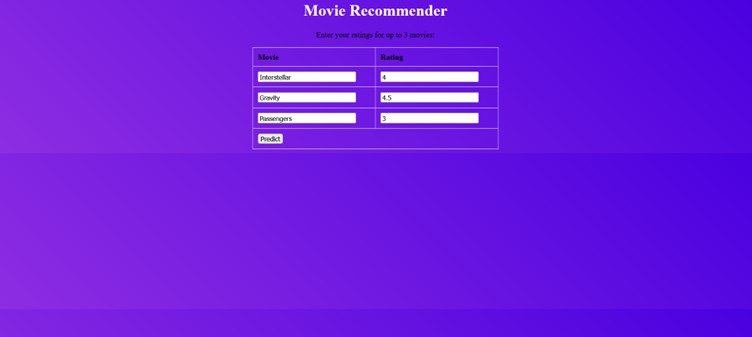 Movie Recommender
Enter your ratings for up to 3 movies:
Movie Rating
Interstellar 4
Gravity 4.5
Passengers 3
Predict